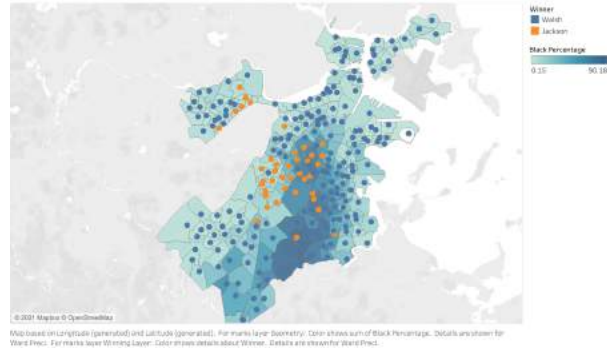 Winner
Walsh
Jackson
Black Percentage
0.15
90.18
© 2021 Mapbox © OpenStreetMap
Map based on Longitude (generated) and Latitude (generated). For marks layer Geometry: Color shows sum of Black Percentage. Details are shown for
Ward Preci. For marks layer Winning Layer: Color shows details about Winner. Details are shown for Ward Preci.